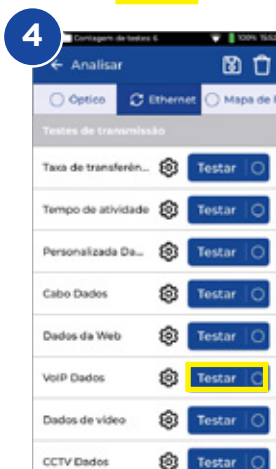 4
Contagem de testes 6 100% 15:52
← Analisar
Óptico Ethernet Mapa de
Testes de transmissão
Taxa de transferên... Testar
Tempo de atividade Testar
Personalizada Da... Testar
Cabo Dados Testar
Dados da Web Testar
VoIP Dados Testar
Dados de vídeo Testar
CCTV Dados Testar